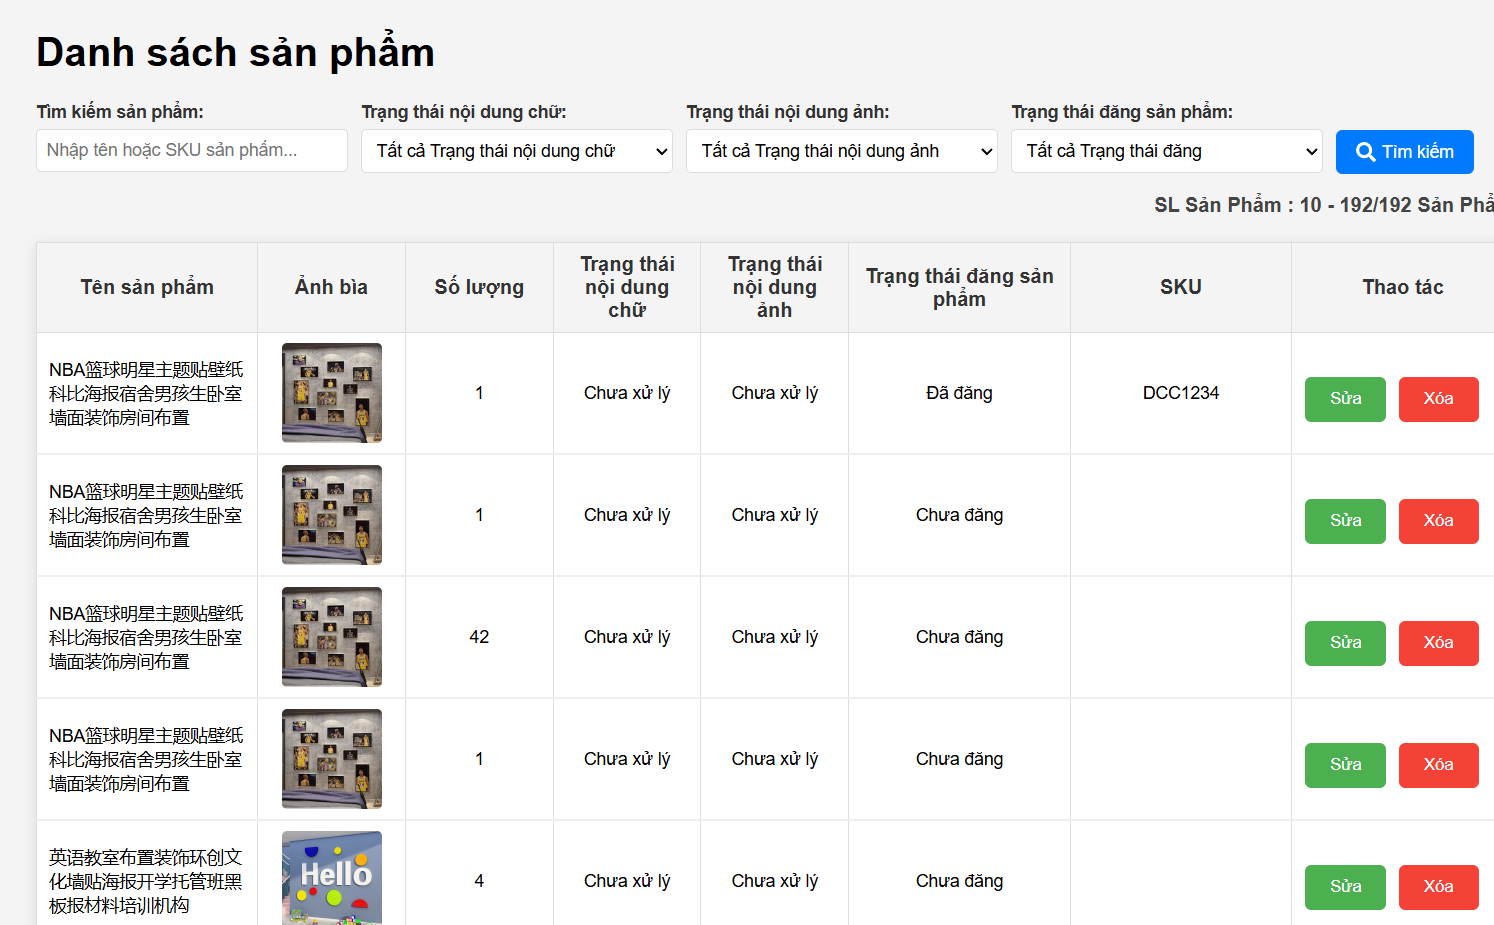 Danh sách sản phẩm
Tìm kiếm sản phẩm:
Trạng thái nội dung chữ:
Trạng thái nội dung ảnh:
Trạng thái đăng sản phẩm:
Nhập tên hoặc SKU sản phẩm...
Tất cả Trạng thái nội dung chữ
Tất cả Trạng thái nội dung ảnh
Tất cả Trạng thái đăng
Tìm kiếm
SL Sản Phẩm : 10 - 192/192 Sản Phẩ
Tên sản phẩm
Ảnh bìa
Số lượng
Trạng thái
nội dung
chữ
Trạng thái
nội dung
ảnh
Trạng thái đăng sản
phẩm
SKU
Thao tác
NBA篮球明星主题贴壁纸
科比海报宿舍男孩生卧室
墙面装饰房间布置
1
Chưa xử lý
Chưa xử lý
Đã đăng
DCC1234
Sửa
Xóa
NBA篮球明星主题贴壁纸
科比海报宿舍男孩生卧室
墙面装饰房间布置
1
Chưa xử lý
Chưa xử lý
Chưa đăng
Sửa
Xóa
NBA篮球明星主题贴壁纸
科比海报宿舍男孩生卧室
墙面装饰房间布置
42
Chưa xử lý
Chưa xử lý
Chưa đăng
Sửa
Xóa
NBA篮球明星主题贴壁纸
科比海报宿舍男孩生卧室
墙面装饰房间布置
1
Chưa xử lý
Chưa xử lý
Chưa đăng
Sửa
Xóa
英语教室布置装饰环创文
化墙贴海报开学托管班黑
板报材料培训机构
Hello
4
Chưa xử lý
Chưa xử lý
Chưa đăng
Sửa
Xóa